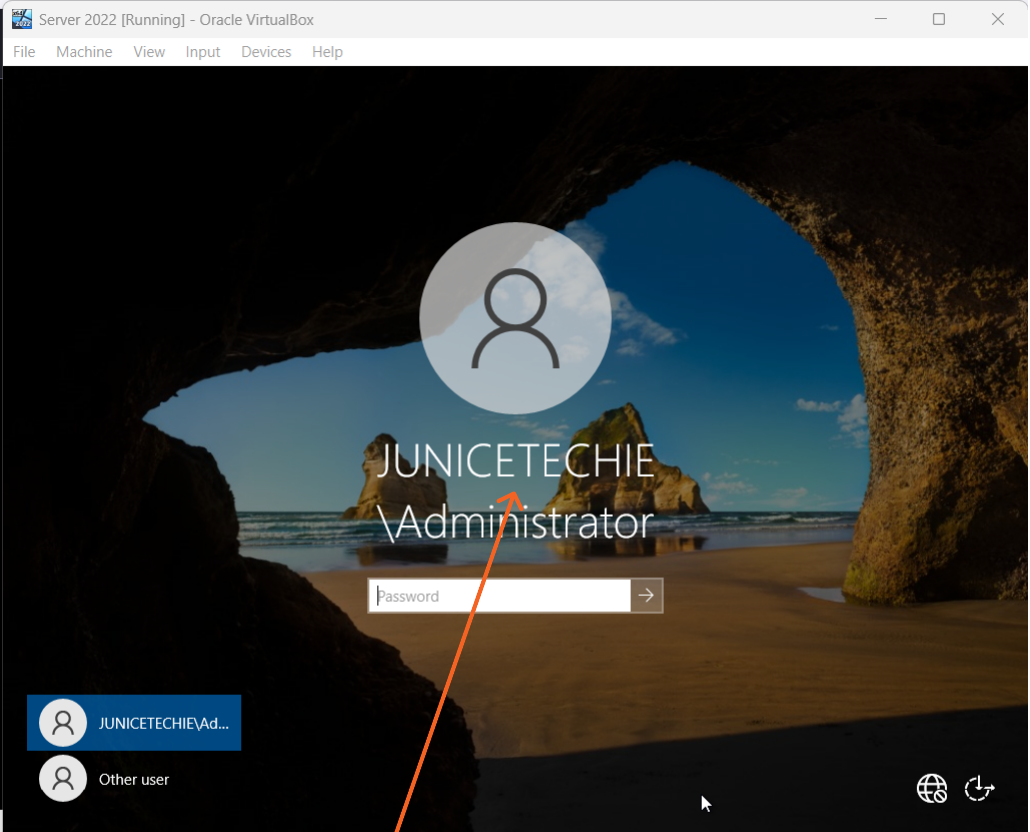 Server 2022 [Running] - Oracle VirtualBox
File Machine View Input Devices Help
JUNICETECHIE
\Administrator
Password
JUNICETECHIE\Ad...
Other user